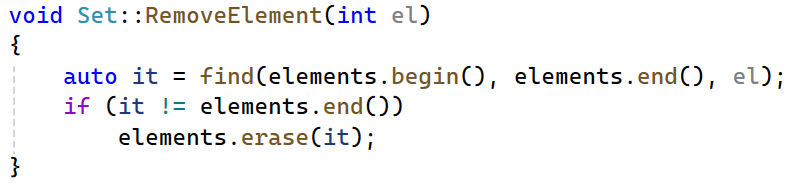 void Set::RemoveElement(int el)
{
    auto it = find(elements.begin(), elements.end(), el);
    if (it != elements.end())
        elements.erase(it);
}